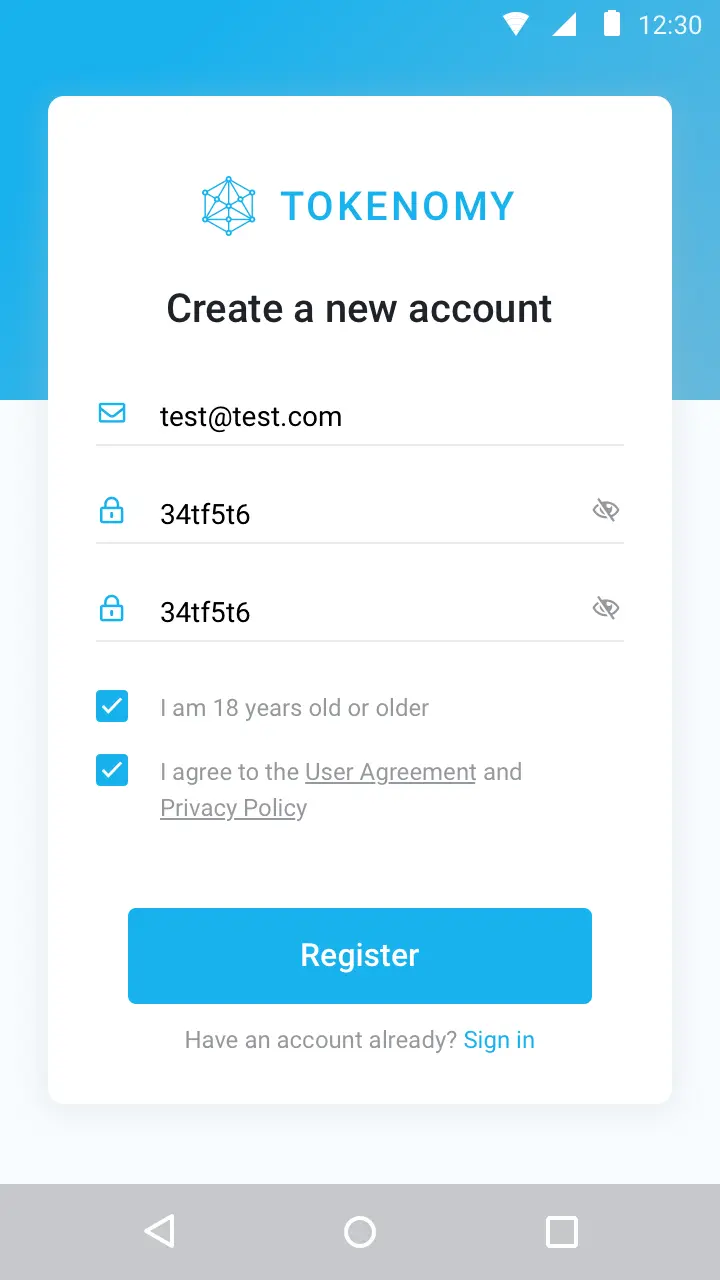 12:30
TOKENOMY
Create a new account
test@test.com
34tf5t6
34tf5t6
I am 18 years old or older
I agree to the User Agreement and
Privacy Policy
Register
Have an account already? Sign in